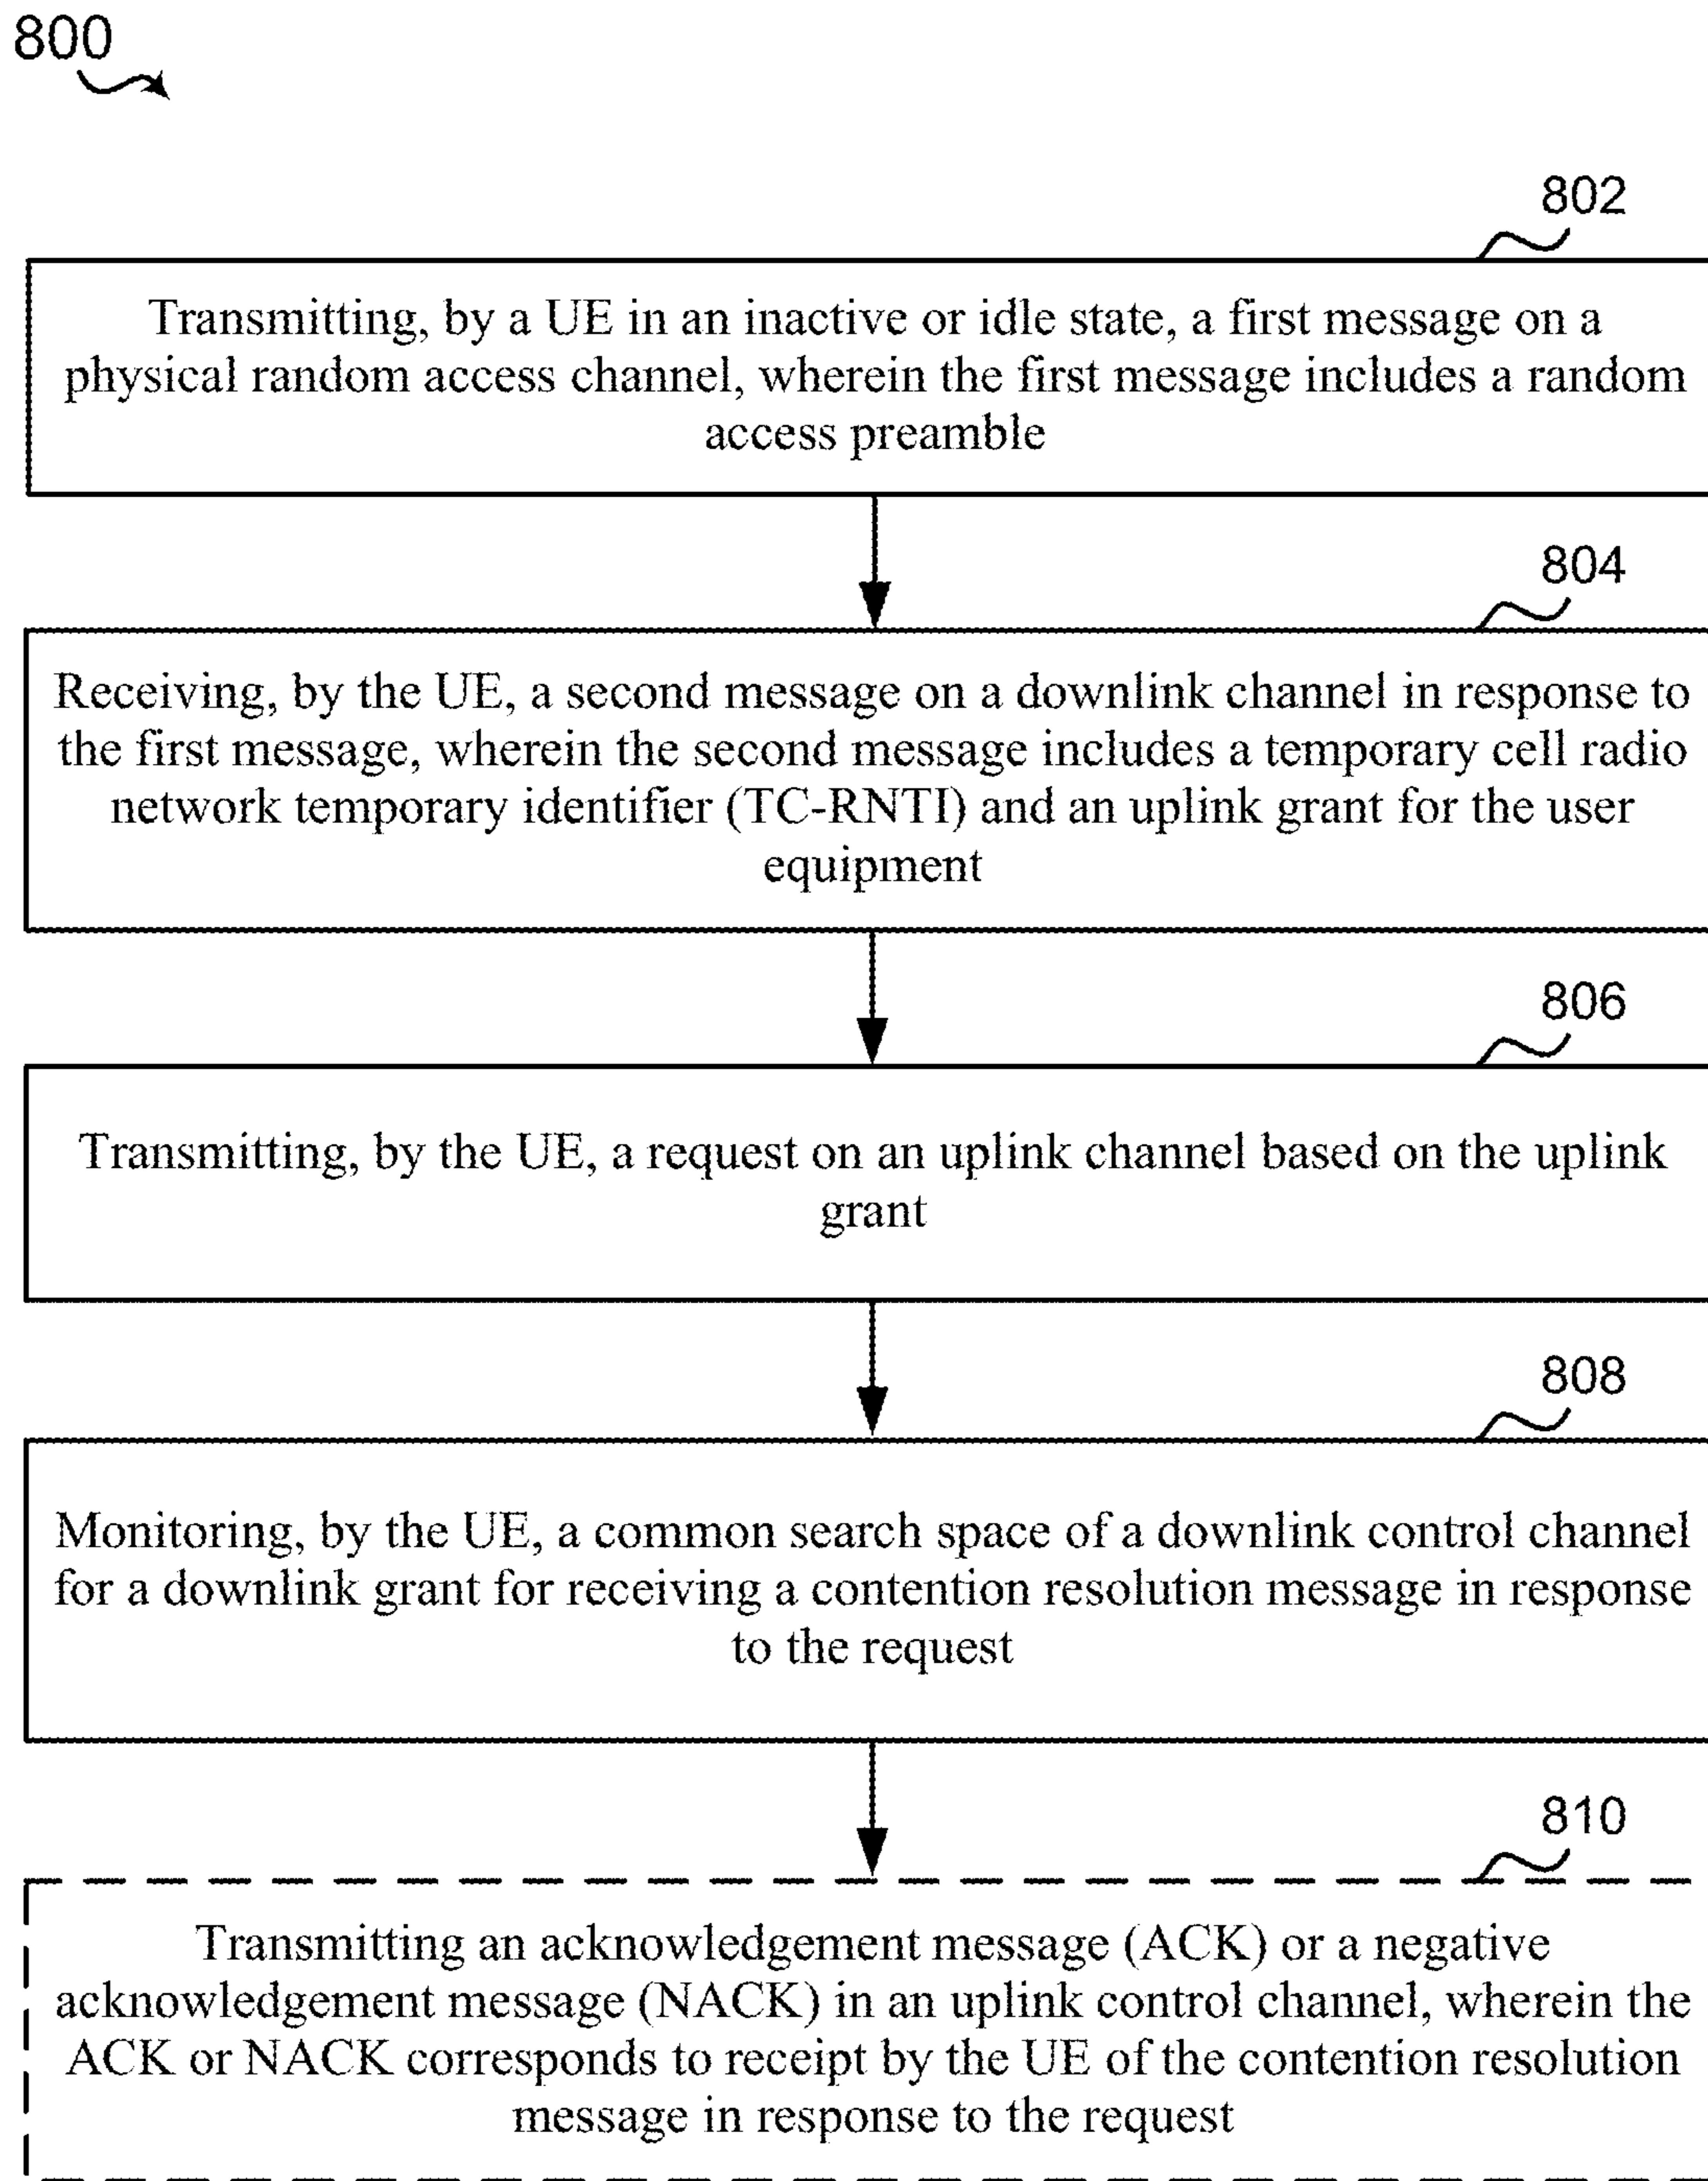 800
802
Transmitting, by a UE in an inactive or idle state, a first message on a
physical random access channel, wherein the first message includes a random
access preamble
804
Receiving, by the UE, a second message on a downlink channel in response to
the first message, wherein the second message includes a temporary cell radio
network temporary identifier (TC-RNTI) and an uplink grant for the user
equipment
806
Transmitting, by the UE, a request on an uplink channel based on the uplink
grant
808
Monitoring, by the UE, a common search space of a downlink control channel
for a downlink grant for receiving a contention resolution message in response
to the request
810
Transmitting an acknowledgement message (ACK) or a negative
acknowledgement message (NACK) in an uplink control channel, wherein the
ACK or NACK corresponds to receipt by the UE of the contention resolution
message in response to the request